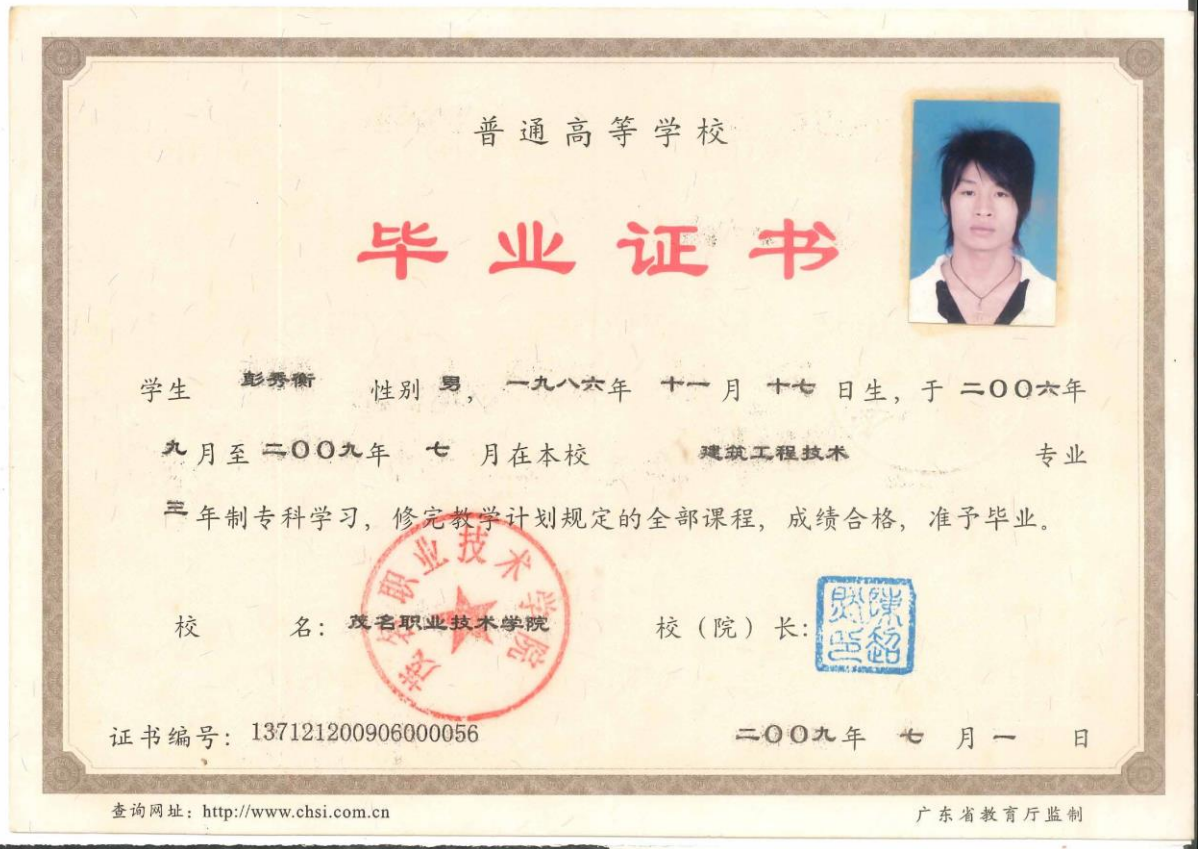 普通高等学校
毕业证书
学生 彭秀衡 性别 男，一九八六年 十一月 十七日生，于 二〇〇六年
九月至 二〇〇九年 七 月在本校 建筑工程技术 专业
三年制专科学习，修完教学计划规定的全部课程，成绩合格，准予毕业。
茂名职业技术学院
校 名：茂名职业技术学院 校（院）长：
证书编号：137121200906000056 二〇〇九年 七 月 一 日
查询网址：http://www.chsi.com.cn 广东省教育厅监制